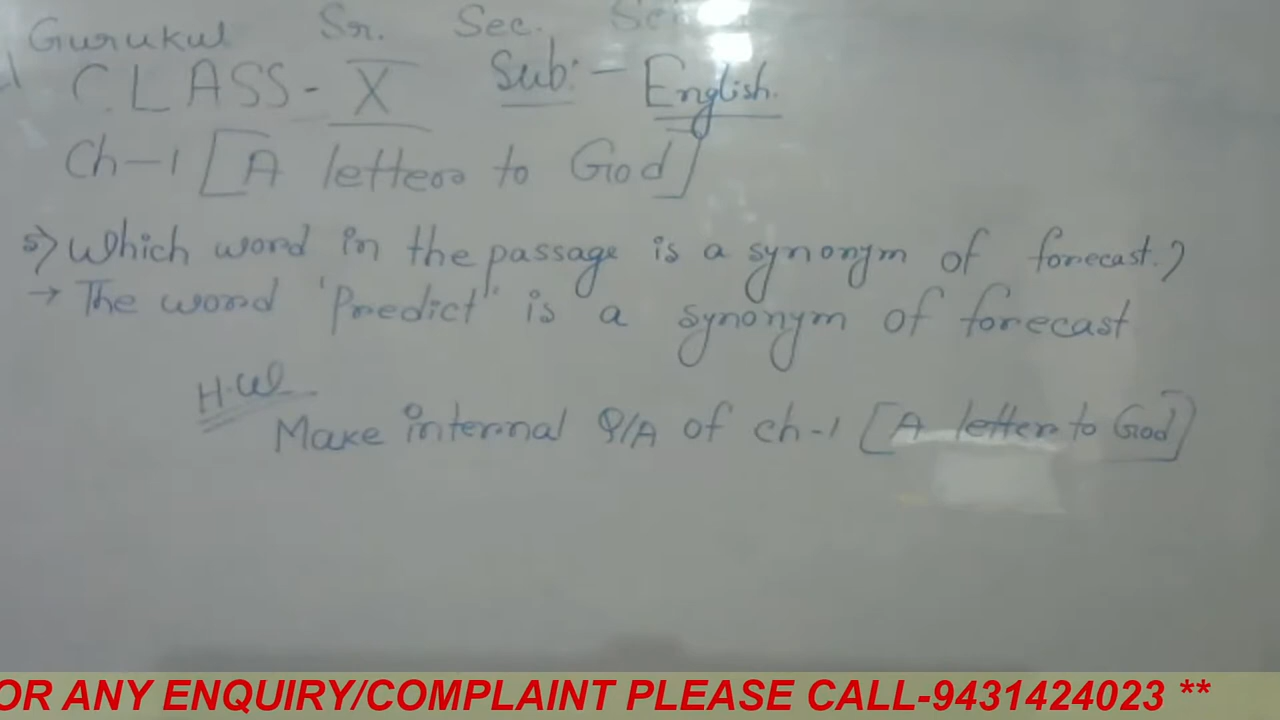 Gurukul Sr. Sec.
CLASS- X Sub:- English.
Ch-1 [A letter to God]
5) Which word in the passage is a synonym of forecast.?
→ The word 'Predict" is a synonym of forecast
H.W
Make internal Q/A of ch-1 [A letter to God]
OR ANY ENQUIRY/COMPLAINT PLEASE CALL-9431424023 **